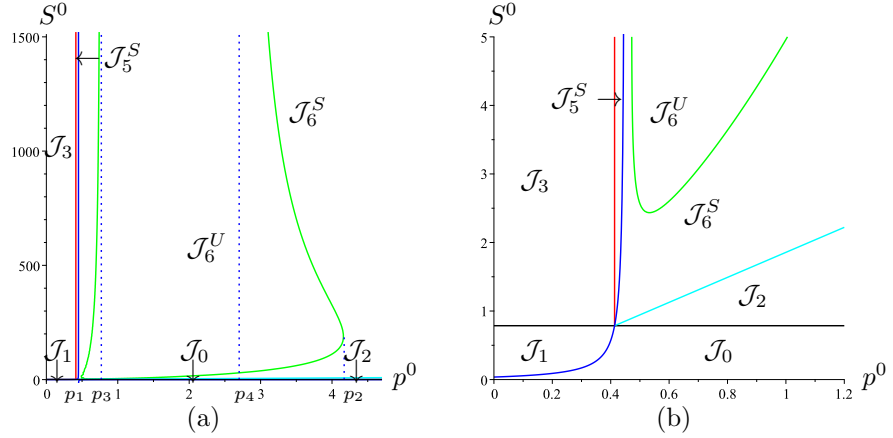 S^0
1500
1000
500
0
0
p_1
p_3
1
2
p_4
3
4
p_2
p^0
𝒥_5^S
𝒥_3
𝒥_6^S
𝒥_6^U
𝒥_1
𝒥_0
𝒥_2
(a)
S^0
5
4
3
2
1
0
0
0.2
0.4
0.6
0.8
1
1.2
p^0
𝒥_5^S
𝒥_6^U
𝒥_3
𝒥_6^S
𝒥_2
𝒥_1
𝒥_0
(b)